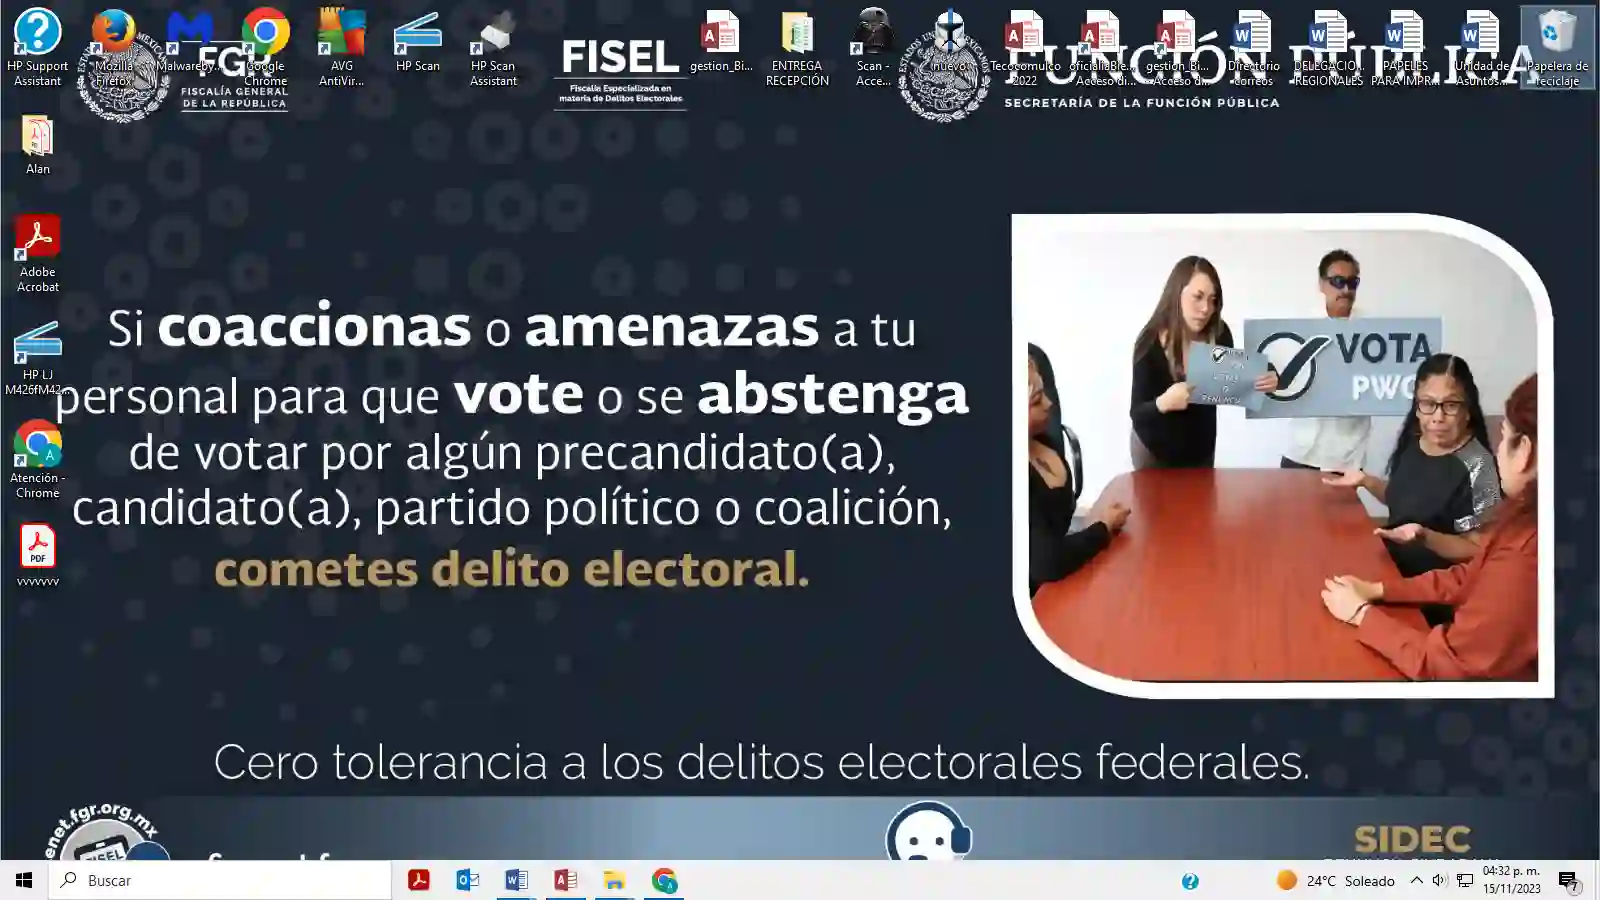 HP Support
Assistant
Mozilla
Firefox
Malwareby...
Google
Chrome
AVG
AntiVir...
HP Scan
HP Scan
Assistant
gestion_Bi...
ENTREGA
RECEPCIÓN
Scan -
Acce...
nuevo
Tecocomulco
2022
oficialiaBie...
- Acceso di...
gestion_Bi...
- Acceso di...
Directorio
correos
DELEGACIO...
REGIONALES
PAPELES
PARA IMPR...
Unidad de
Asuntos...
Papelera de
reciclaje
FGR
FISCALÍA GENERAL
DE LA REPÚBLICA
FISEL
Fiscalía Especializada en
materia de Delitos Electorales
FUNCIÓN PÚBLICA
SECRETARÍA DE LA FUNCIÓN PÚBLICA
Alan
Adobe
Acrobat
HP LJ
M426fM42...
Atención -
Chrome
PDF
vvvvvvv
Si coaccionas o amenazas a tu
personal para que vote o se abstenga
de votar por algún precandidato(a),
candidato(a), partido político o coalición,
cometes delito electoral.
VOTA
Cero tolerancia a los delitos electorales federales.
enet.fgr.org.mx
FISEL
SIDEC
Buscar
24°C Soleado
04:32 p. m.
15/11/2023
7